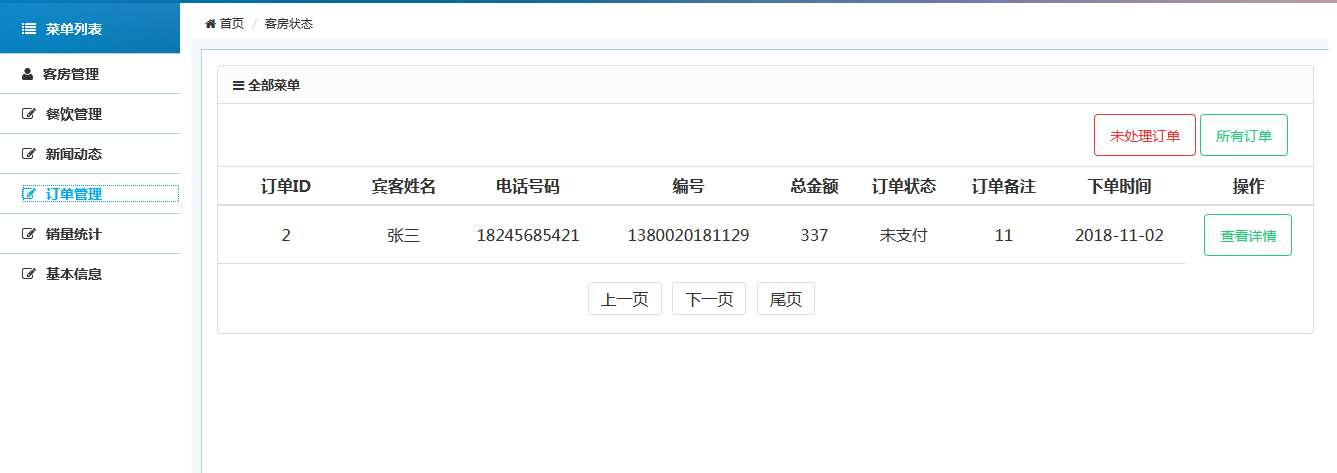 菜单列表
客房管理
餐饮管理
新闻动态
订单管理
销量统计
基本信息
首页 / 客房状态
全部菜单
未处理订单 所有订单
订单ID 宾客姓名 电话号码 编号 总金额 订单状态 订单备注 下单时间 操作
2 张三 18245685421 1380020181129 337 未支付 11 2018-11-02 查看详情
上一页 下一页 尾页